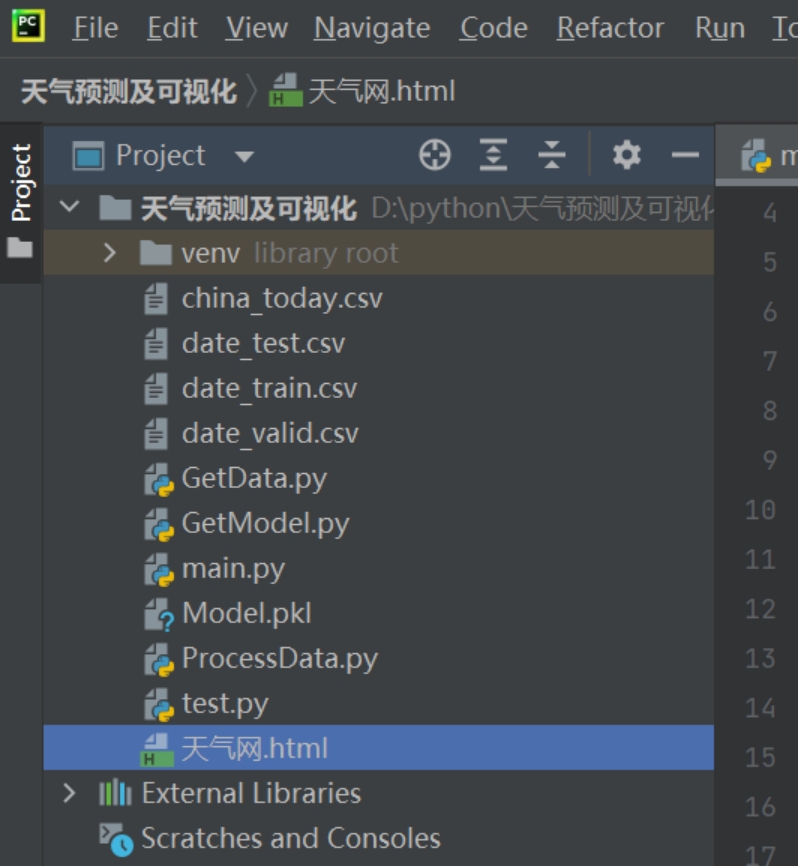 PC File Edit View Navigate Code Refactor Run
天气预测及可视化 天气网.html
Project
Project
天气预测及可视化 D:\python\天气预测及可视化
venv library root
china_today.csv
date_test.csv
date_train.csv
date_valid.csv
GetData.py
GetModel.py
main.py
Model.pkl
ProcessData.py
test.py
天气网.html
External Libraries
Scratches and Consoles
4
5
6
7
8
9
10
11
12
13
14
15
16
17